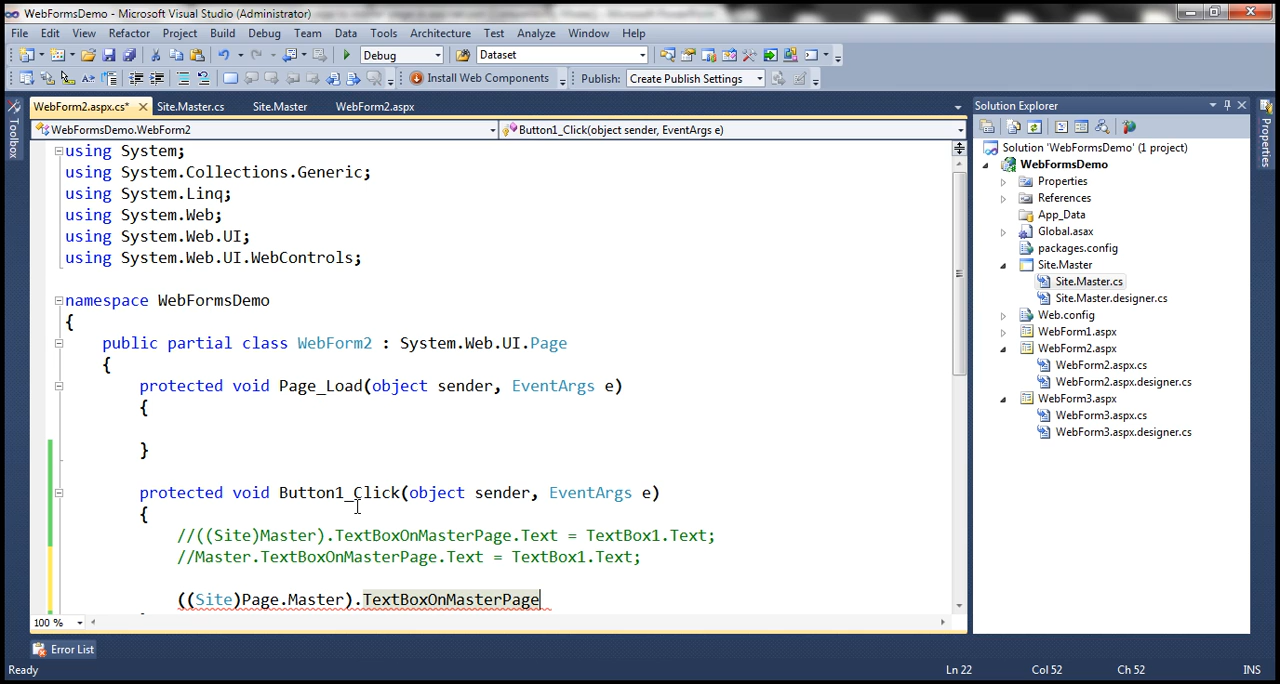 WebFormsDemo - Microsoft Visual Studio (Administrator)
File Edit View Refactor Project Build Debug Team Data Tools Architecture Test Analyze Window Help
Debug Dataset
Install Web Components Publish: Create Publish Settings
WebForm2.aspx.cs* Site.Master.cs Site.Master WebForm2.aspx
WebFormsDemo.WebForm2 Button1_Click(object sender, EventArgs e)
Toolbox
using System;
using System.Collections.Generic;
using System.Linq;
using System.Web;
using System.Web.UI;
using System.Web.UI.WebControls;
namespace WebFormsDemo
{
public partial class WebForm2 : System.Web.UI.Page
{
protected void Page_Load(object sender, EventArgs e)
{
}
protected void Button1_Click(object sender, EventArgs e)
{
//((Site)Master).TextBoxOnMasterPage.Text = TextBox1.Text;
//Master.TextBoxOnMasterPage.Text = TextBox1.Text;
((Site)Page.Master).TextBoxOnMasterPage
100 %
Solution Explorer
Solution 'WebFormsDemo' (1 project)
WebFormsDemo
Properties
References
App_Data
Global.asax
packages.config
Site.Master
Site.Master.cs
Site.Master.designer.cs
Web.config
WebForm1.aspx
WebForm2.aspx
WebForm2.aspx.cs
WebForm2.aspx.designer.cs
WebForm3.aspx
WebForm3.aspx.cs
WebForm3.aspx.designer.cs
Properties
Error List
Ready Ln 22 Col 52 Ch 52 INS